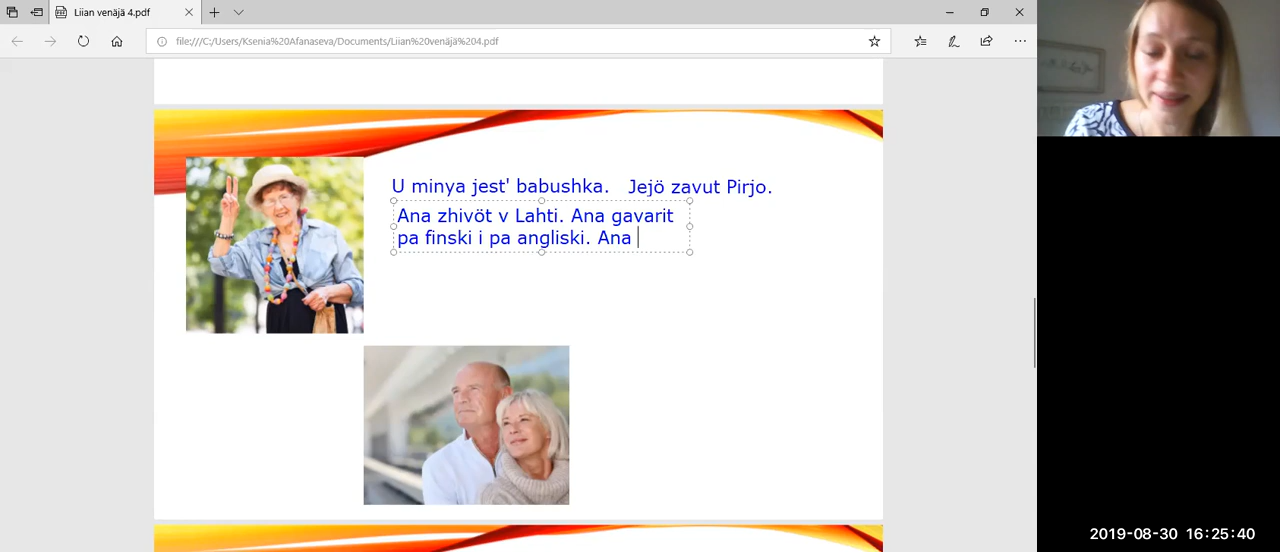 Liian venäjä 4.pdf
file:///C:/Users/Ksenia%20Afanaseva/Documents/Liian%20venäjä%204.pdf
U minya jest' babushka. Jejö zavut Pirjo.
Ana zhivöt v Lahti. Ana gavarit
pa finski i pa angliski. Ana
2019-08-30 16:25:40